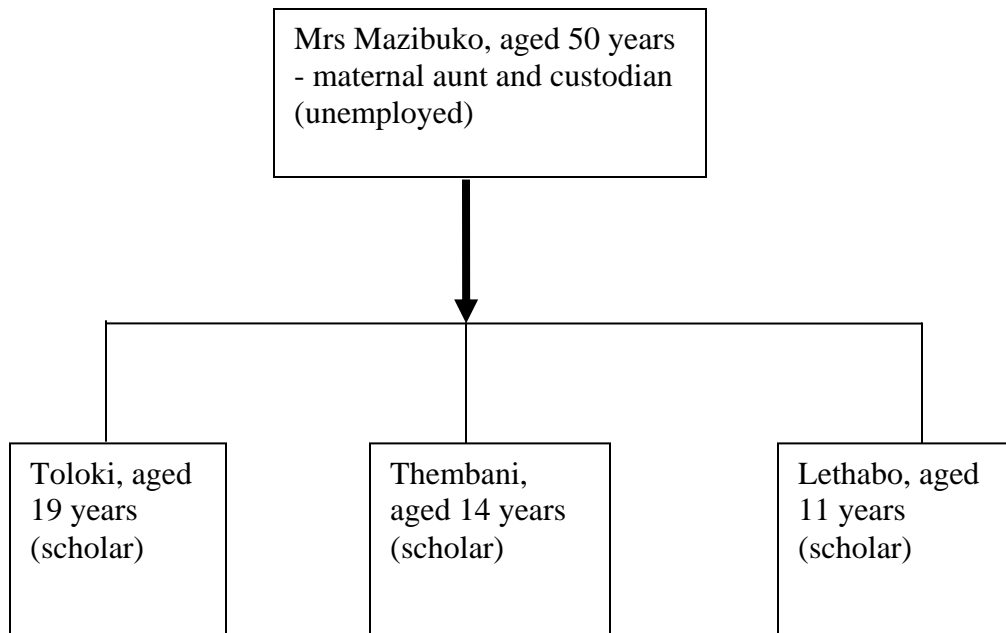 Mrs Mazibuko, aged 50 years
- maternal aunt and custodian
(unemployed)
Toloki, aged
19 years
(scholar)
Thembani,
aged 14 years
(scholar)
Lethabo, aged
11 years
(scholar)